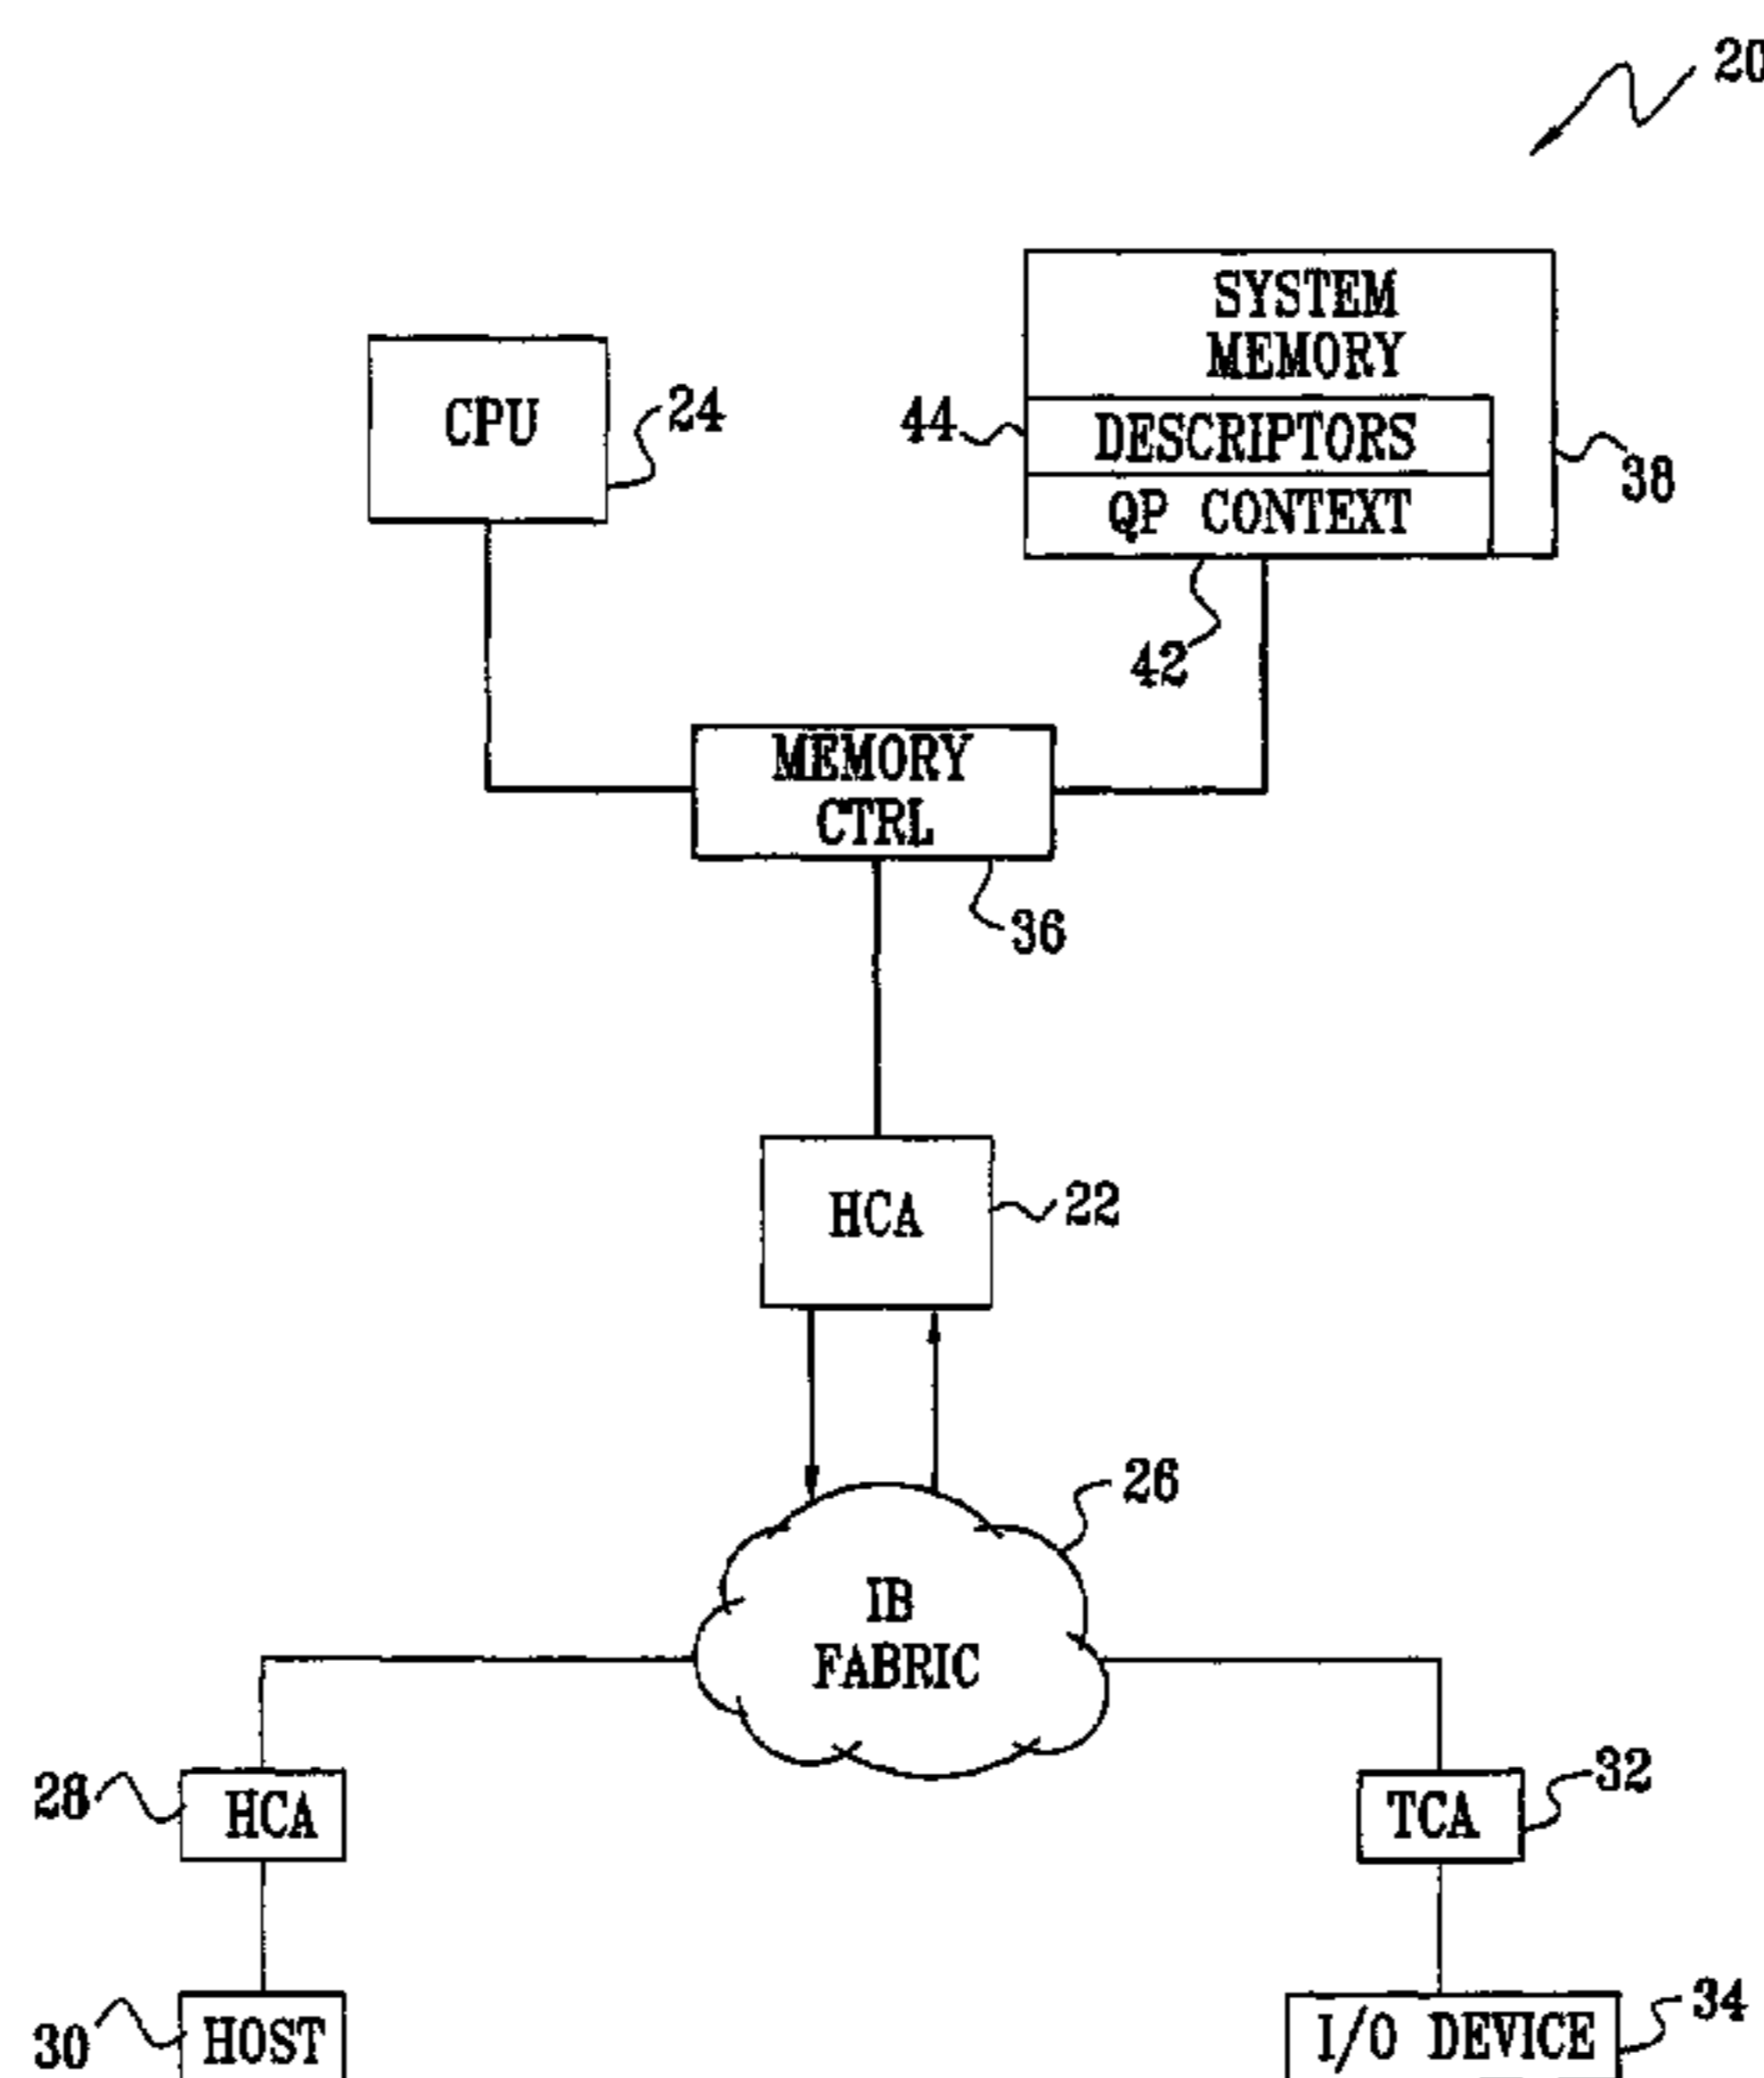 20
SYSTEM
MEMORY
CPU
24
44
DESCRIPTORS
38
QP CONTEXT
42
MEMORY
CTRL
36
HCA
22
26
IB
FABRIC
28
HCA
TCA
32
30
HOST
I/O DEVICE
34